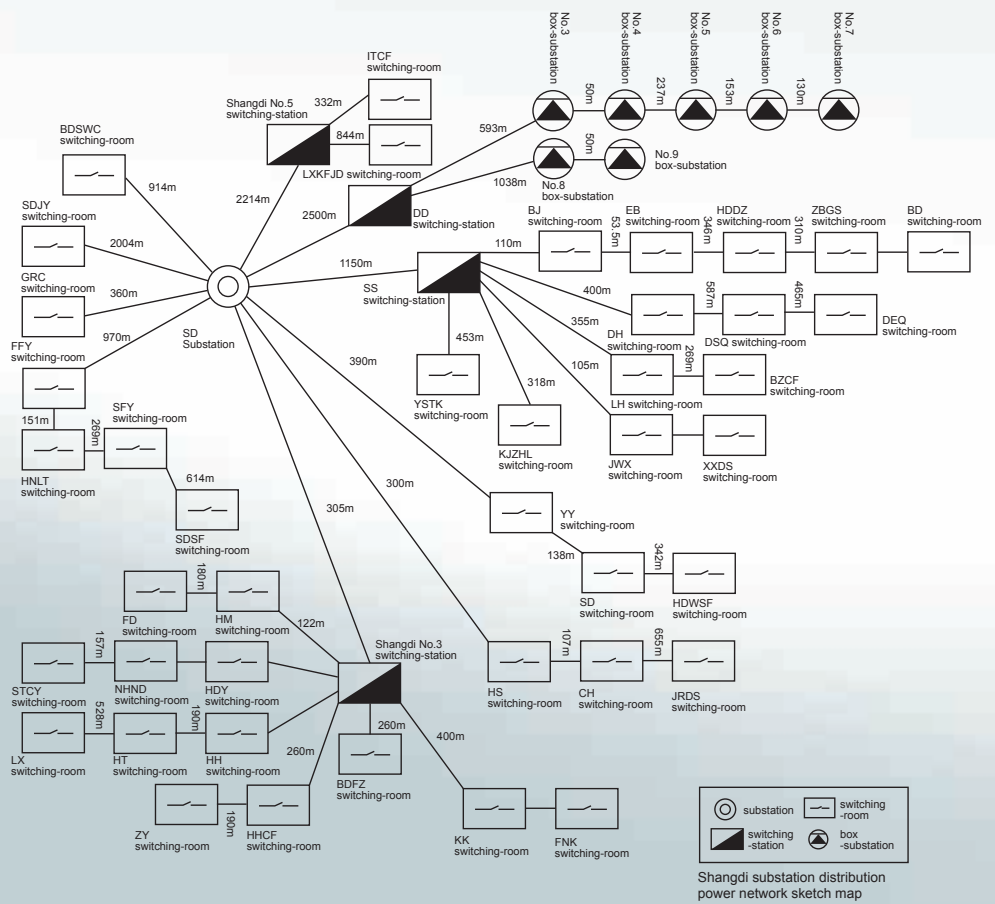 No.3
box-substation
No.4
box-substation
No.5
box-substation
No.6
box-substation
No.7
box-substation
50m
237m
153m
130m
ITCF
switching-room
332m
Shangdi No.5
switching-station
844m
LXKFJD switching-room
593m
50m
No.9
box-substation
1038m
No.8
box-substation
BDSWC
switching-room
914m
2214m
2500m
DD
switching-station
SDJY
switching-room
2004m
GRC
switching-room
360m
FFY
switching-room
970m
SD
Substation
1150m
SS
switching-station
110m
BJ
switching-room
53.5m
EB
switching-room
346m
HDDZ
switching-room
310m
ZBGS
switching-room
BD
switching-room
400m
587m
465m
DEQ
switching-room
DH
switching-room
DSQ switching-room
355m
269m
BZCF
switching-room
LH switching-room
105m
JWX
switching-room
XXDS
switching-room
453m
YSTK
switching-room
318m
KJZHL
switching-room
390m
151m
HNLT
switching-room
269m
SFY
switching-room
614m
SDSF
switching-room
300m
305m
YY
switching-room
138m
SD
switching-room
342m
HDWSF
switching-room
180m
FD
switching-room
HM
switching-room
122m
Shangdi No.3
switching-station
157m
STCY
switching-room
NHND
switching-room
HDY
switching-room
528m
190m
LX
switching-room
HT
switching-room
HH
switching-room
260m
ZY
switching-room
190m
HHCF
switching-room
260m
BDFZ
switching-room
400m
KK
switching-room
FNK
switching-room
HS
switching-room
107m
CH
switching-room
655m
JRDS
switching-room
substation
switching
-room
switching
-station
box
-substation
Shangdi substation distribution
power network sketch map